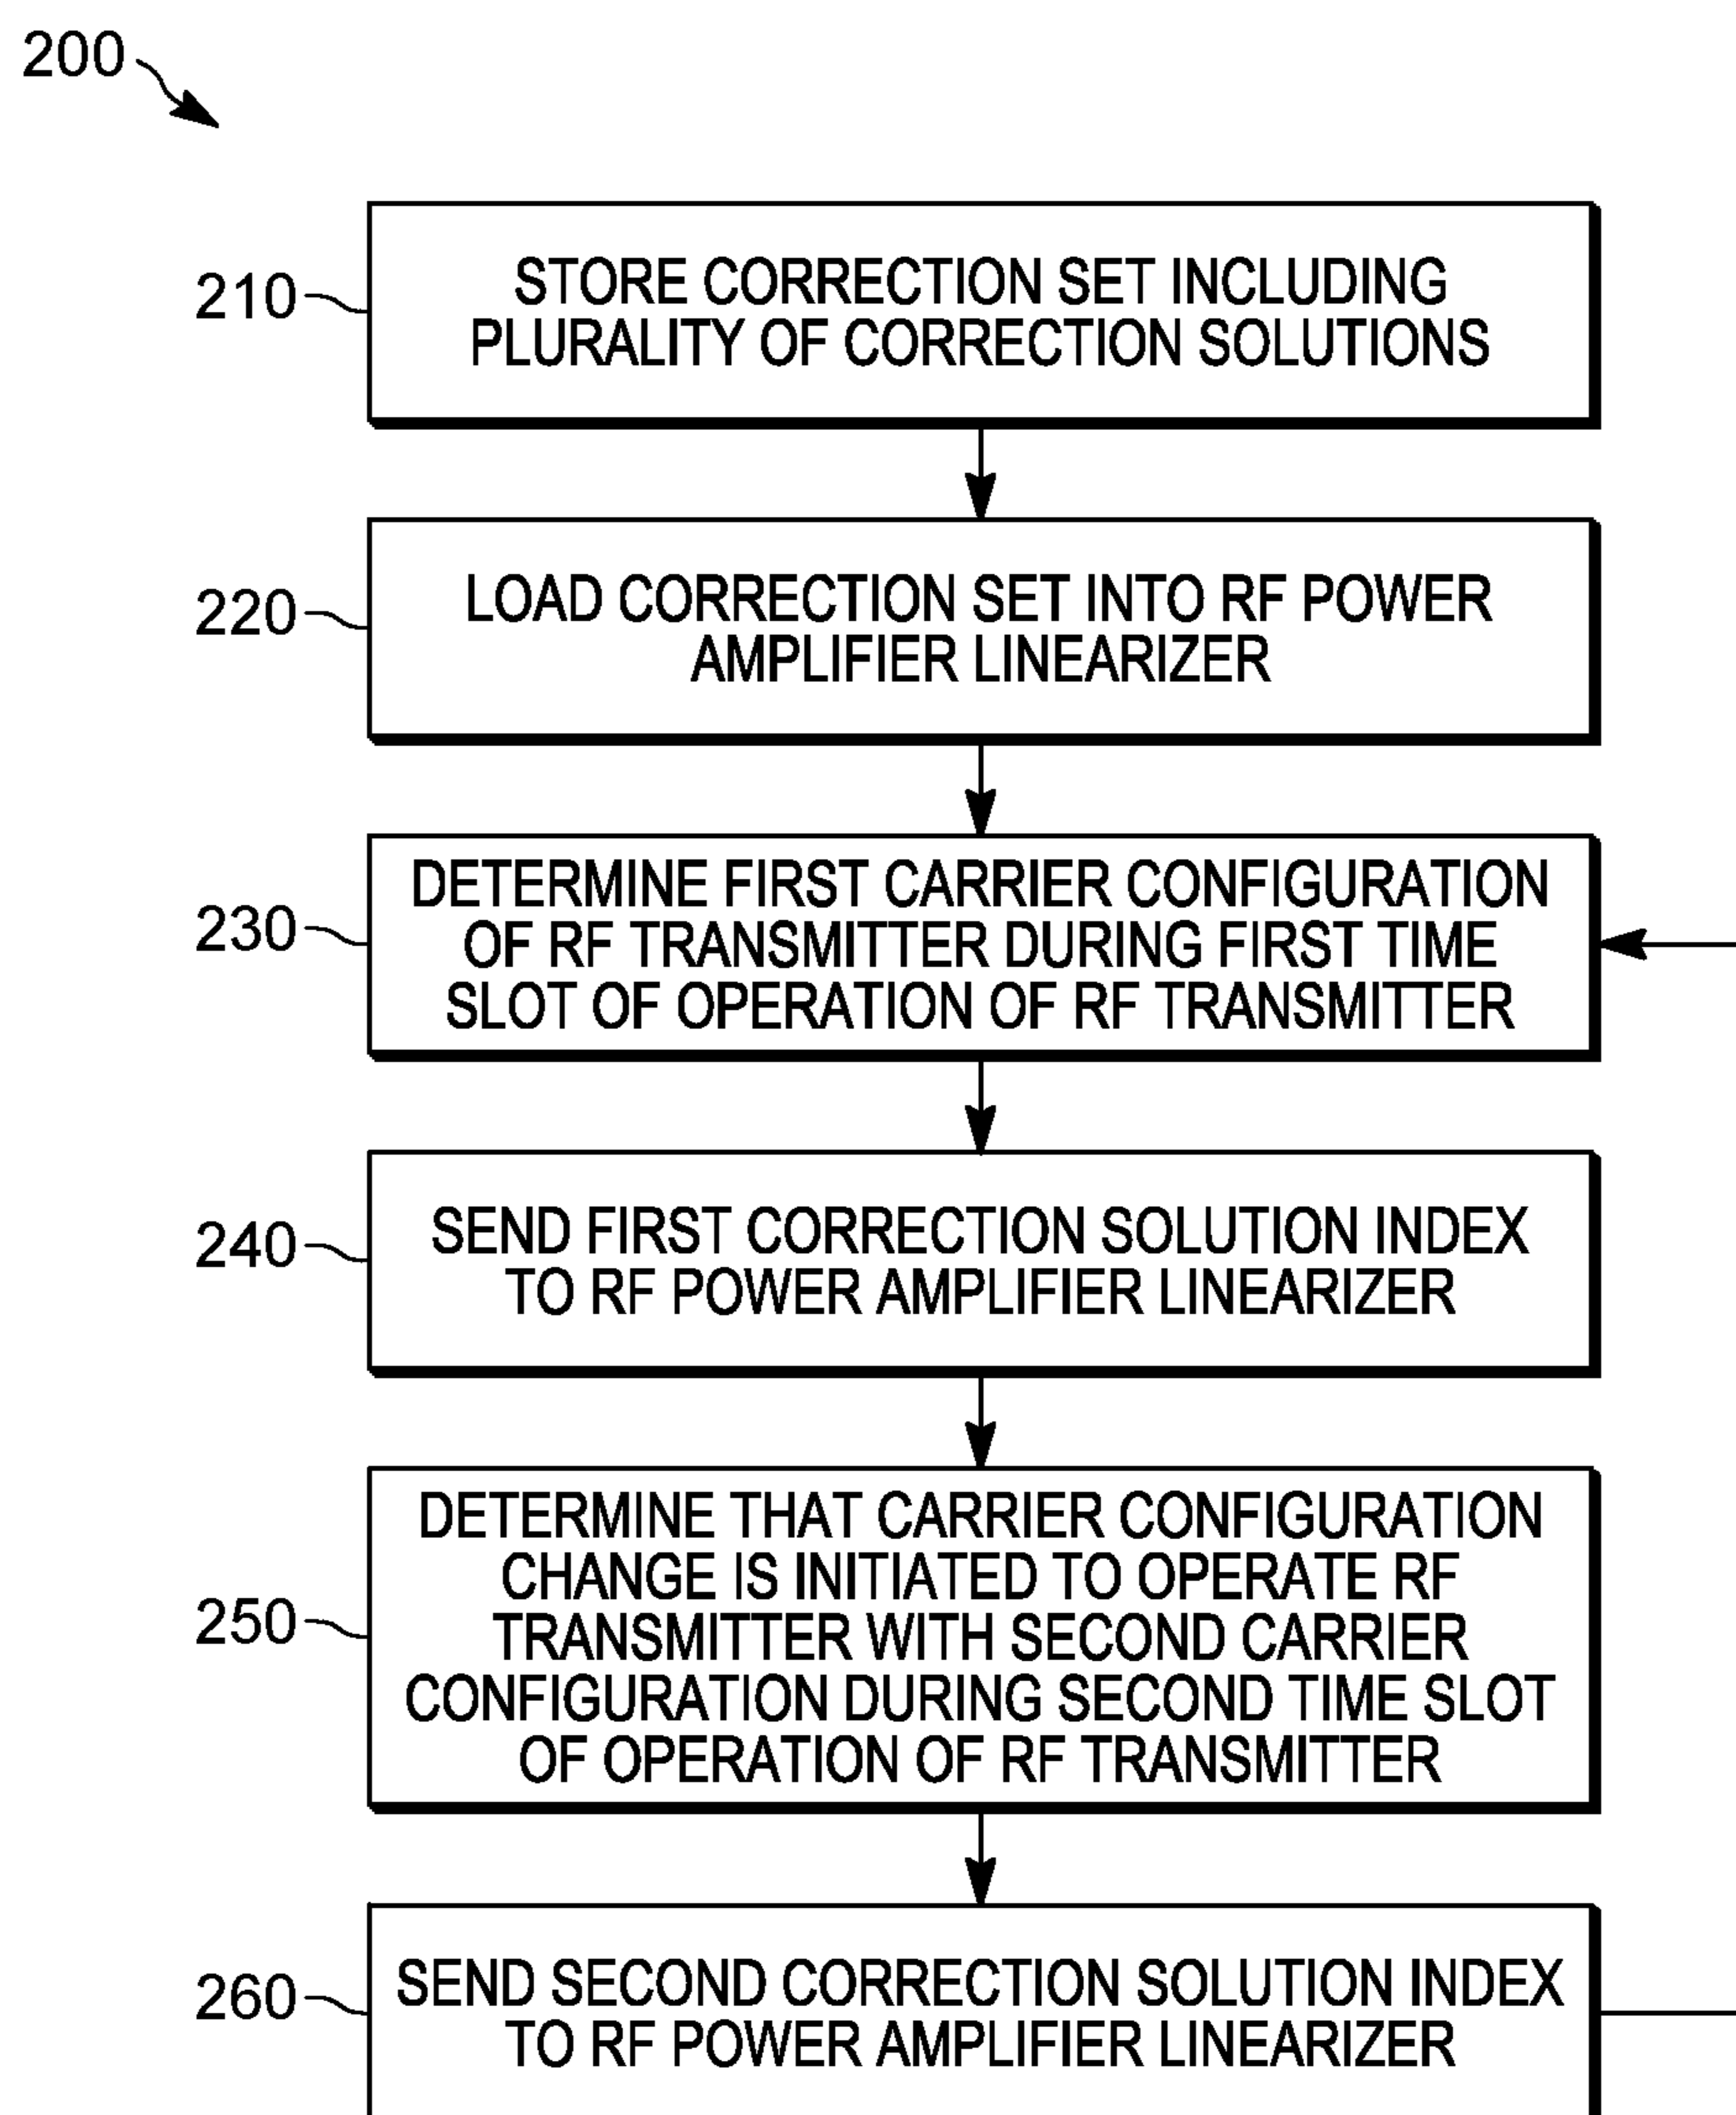 200
210
STORE CORRECTION SET INCLUDING
PLURALITY OF CORRECTION SOLUTIONS
220
LOAD CORRECTION SET INTO RF POWER
AMPLIFIER LINEARIZER
230
DETERMINE FIRST CARRIER CONFIGURATION
OF RF TRANSMITTER DURING FIRST TIME
SLOT OF OPERATION OF RF TRANSMITTER
240
SEND FIRST CORRECTION SOLUTION INDEX
TO RF POWER AMPLIFIER LINEARIZER
250
DETERMINE THAT CARRIER CONFIGURATION
CHANGE IS INITIATED TO OPERATE RF
TRANSMITTER WITH SECOND CARRIER
CONFIGURATION DURING SECOND TIME SLOT
OF OPERATION OF RF TRANSMITTER
260
SEND SECOND CORRECTION SOLUTION INDEX
TO RF POWER AMPLIFIER LINEARIZER